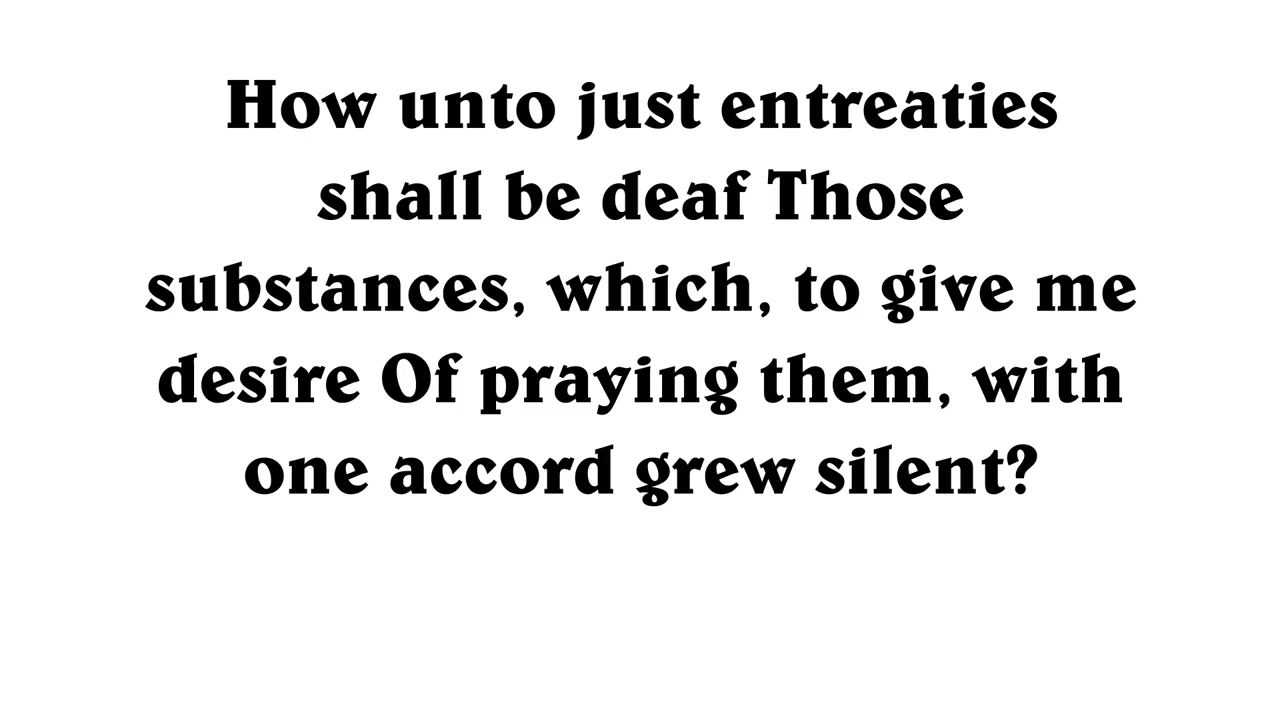 How unto just entreaties
shall be deaf Those
substances, which, to give me
desire Of praying them, with
one accord grew silent?